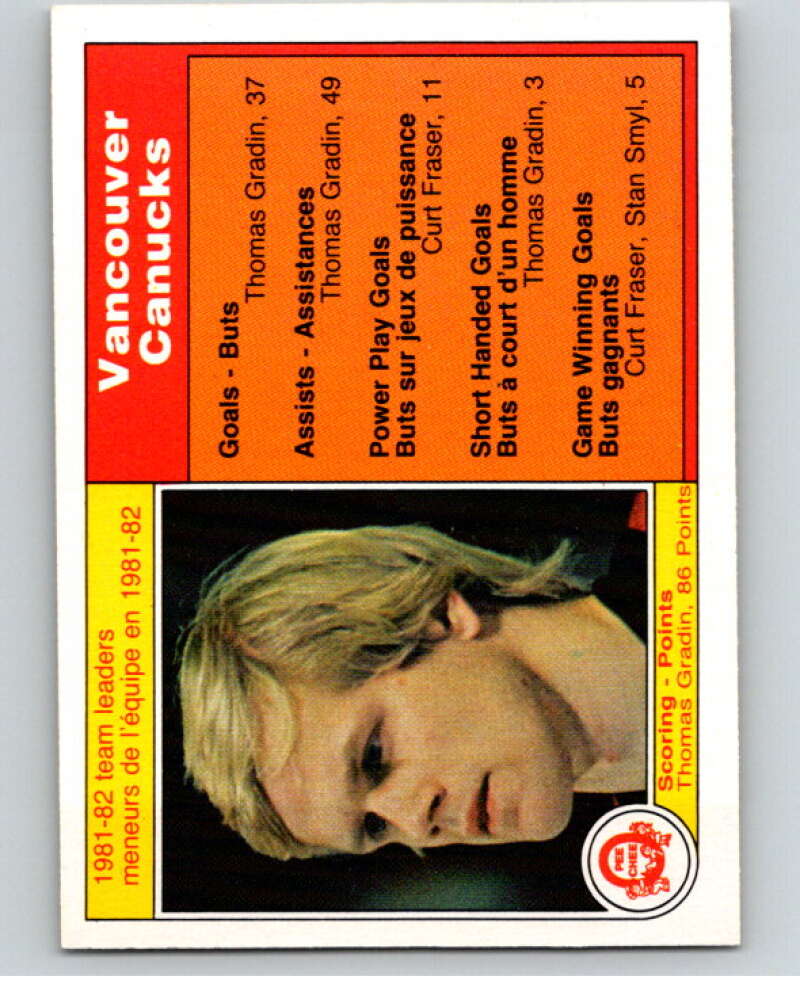 1981-82 team leaders
meneurs de l'équipe en 1981-82
Scoring - Points
Thomas Gradin, 86 Points
O
PEE
CHEE
Vancouver
Canucks
Goals - Buts
Thomas Gradin, 37
Assists - Assistances
Thomas Gradin, 49
Power Play Goals
Buts sur jeux de puissance
Curt Fraser, 11
Short Handed Goals
Buts à court d'un homme
Thomas Gradin, 3
Game Winning Goals
Buts gagnants
Curt Fraser, Stan Smyl, 5